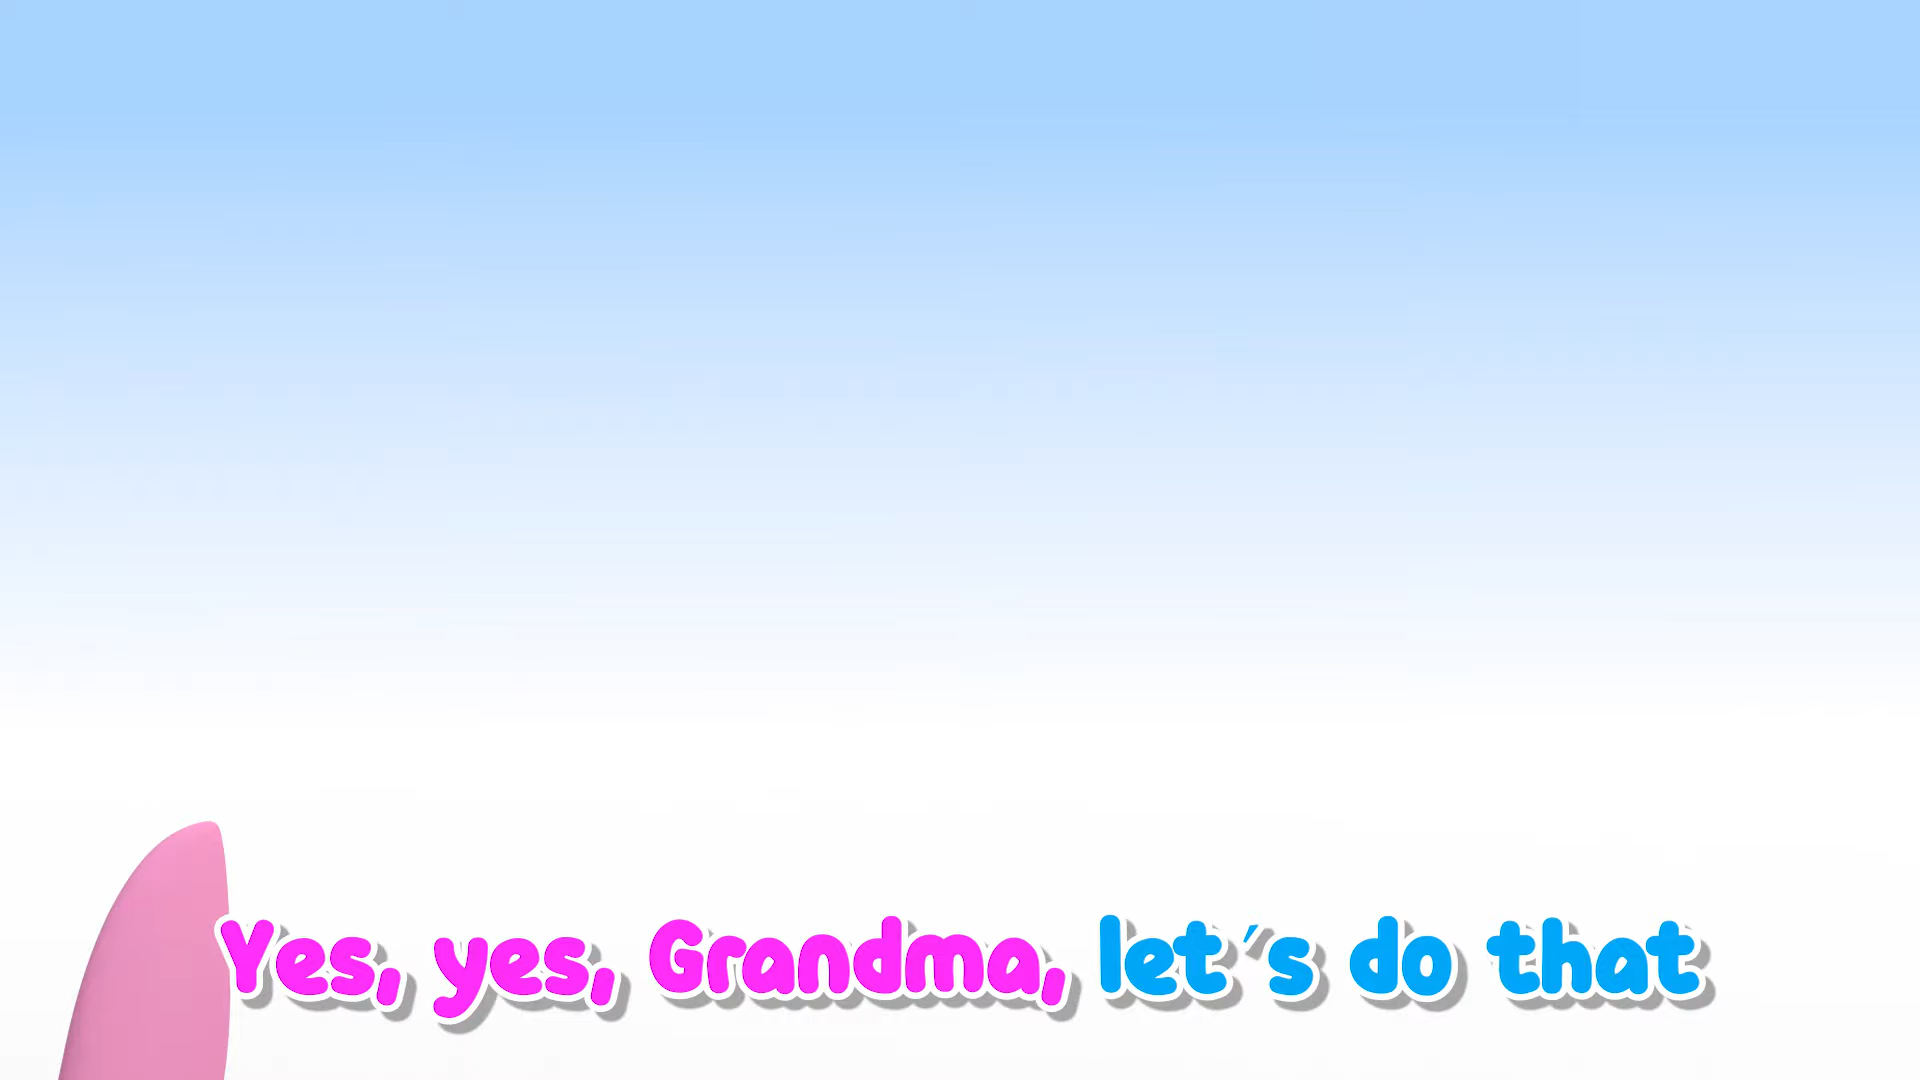 Yes, yes, Grandma, let's do that